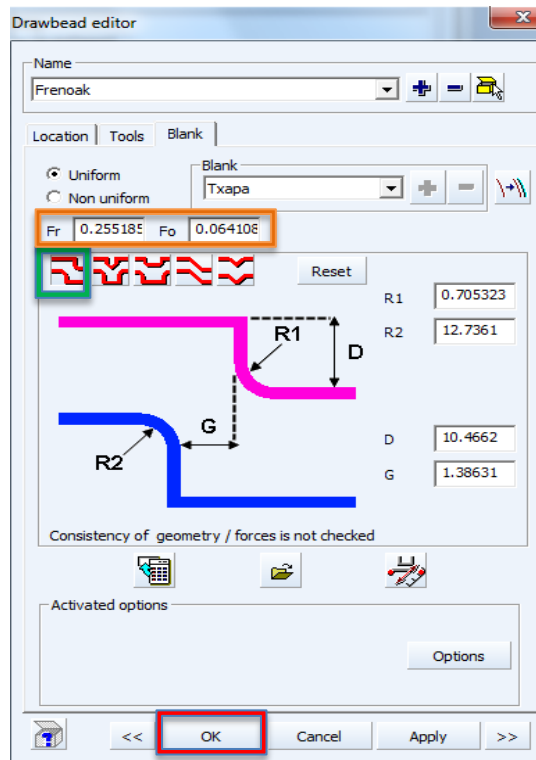 Drawbead editor
Name
Frenoak
Location Tools Blank
Uniform
Non uniform
Blank
Txapa
Fr 0.255185 Fo 0.064108
Reset
R1 0.705323
R2 12.7361
R1
D
G
R2
D 10.4662
G 1.38631
Consistency of geometry / forces is not checked
Activated options
Options
<< OK Cancel Apply >>